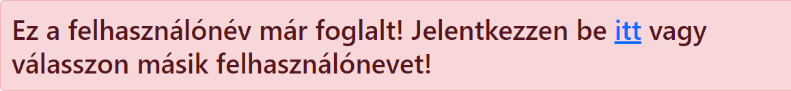 Ez a felhasználónév már foglalt! Jelentkezzen be itt vagy
válasszon másik felhasználónevet!